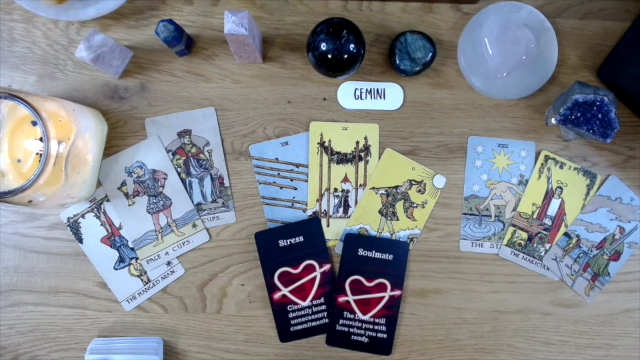 GEMINI
CUPS.
PAGE of CUPS.
THE HANGED MAN.
THE ST
THE MAGICIAN.
Stress
Cleanse and
detoxify from
unnecessary
commitments.
Soulmate
The Divine will
provide you with
love when you are
ready.